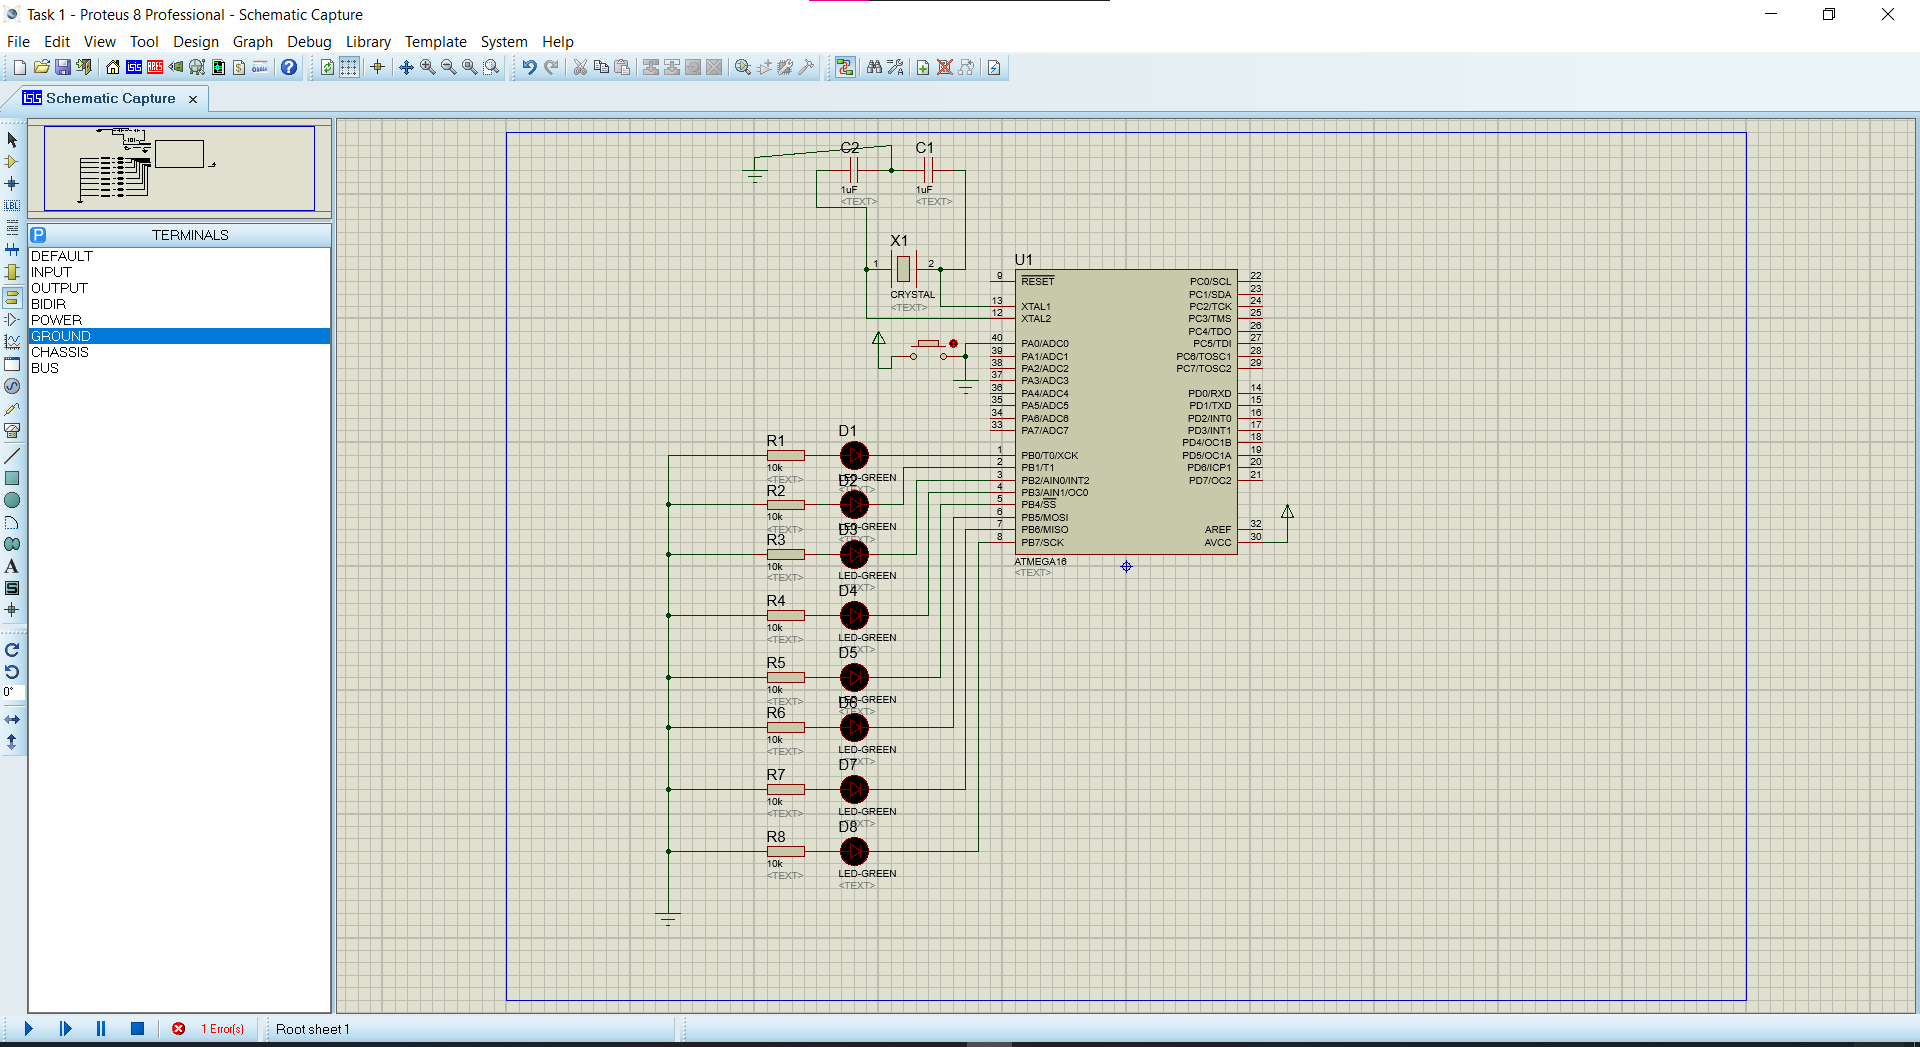 Task 1 - Proteus 8 Professional - Schematic Capture
File Edit View Tool Design Graph Debug Library Template System Help
Schematic Capture
TERMINALS
DEFAULT
INPUT
OUTPUT
BIDIR
POWER
GROUND
CHASSIS
BUS
0°
C2 C1
1uF 1uF
<TEXT> <TEXT>
X1
1 2
CRYSTAL
<TEXT>
U1
9 RESET PC0/SCL 22
PC1/SDA 23
13 XTAL1 PC2/TCK 24
12 XTAL2 PC3/TMS 25
PC4/TDO 26
40 PA0/ADC0 PC5/TDI 27
39 PA1/ADC1 PC6/TOSC1 28
38 PA2/ADC2 PC7/TOSC2 29
37 PA3/ADC3
36 PA4/ADC4 PD0/RXD 14
35 PA5/ADC5 PD1/TXD 15
34 PA6/ADC6 PD2/INT0 16
33 PA7/ADC7 PD3/INT1 17
PD4/OC1B 18
1 PB0/T0/XCK PD5/OC1A 19
2 PB1/T1 PD6/ICP1 20
3 PB2/AIN0/INT2 PD7/OC2 21
4 PB3/AIN1/OC0
5 PB4/SS
6 PB5/MOSI
7 PB6/MISO AREF 32
8 PB7/SCK AVCC 30
ATMEGA16
<TEXT>
R1 D1
10k
<TEXT> LED-GREEN
<TEXT>
R2 D2
10k
<TEXT> LED-GREEN
<TEXT>
R3 D3
10k LED-GREEN
<TEXT> <TEXT>
R4 D4
10k LED-GREEN
<TEXT> <TEXT>
R5 D5
10k
<TEXT> LED-GREEN
<TEXT>
R6 D6
10k LED-GREEN
<TEXT> <TEXT>
R7 D7
10k LED-GREEN
<TEXT> <TEXT>
R8 D8
10k LED-GREEN
<TEXT> <TEXT>
1 Error(s) Root sheet 1